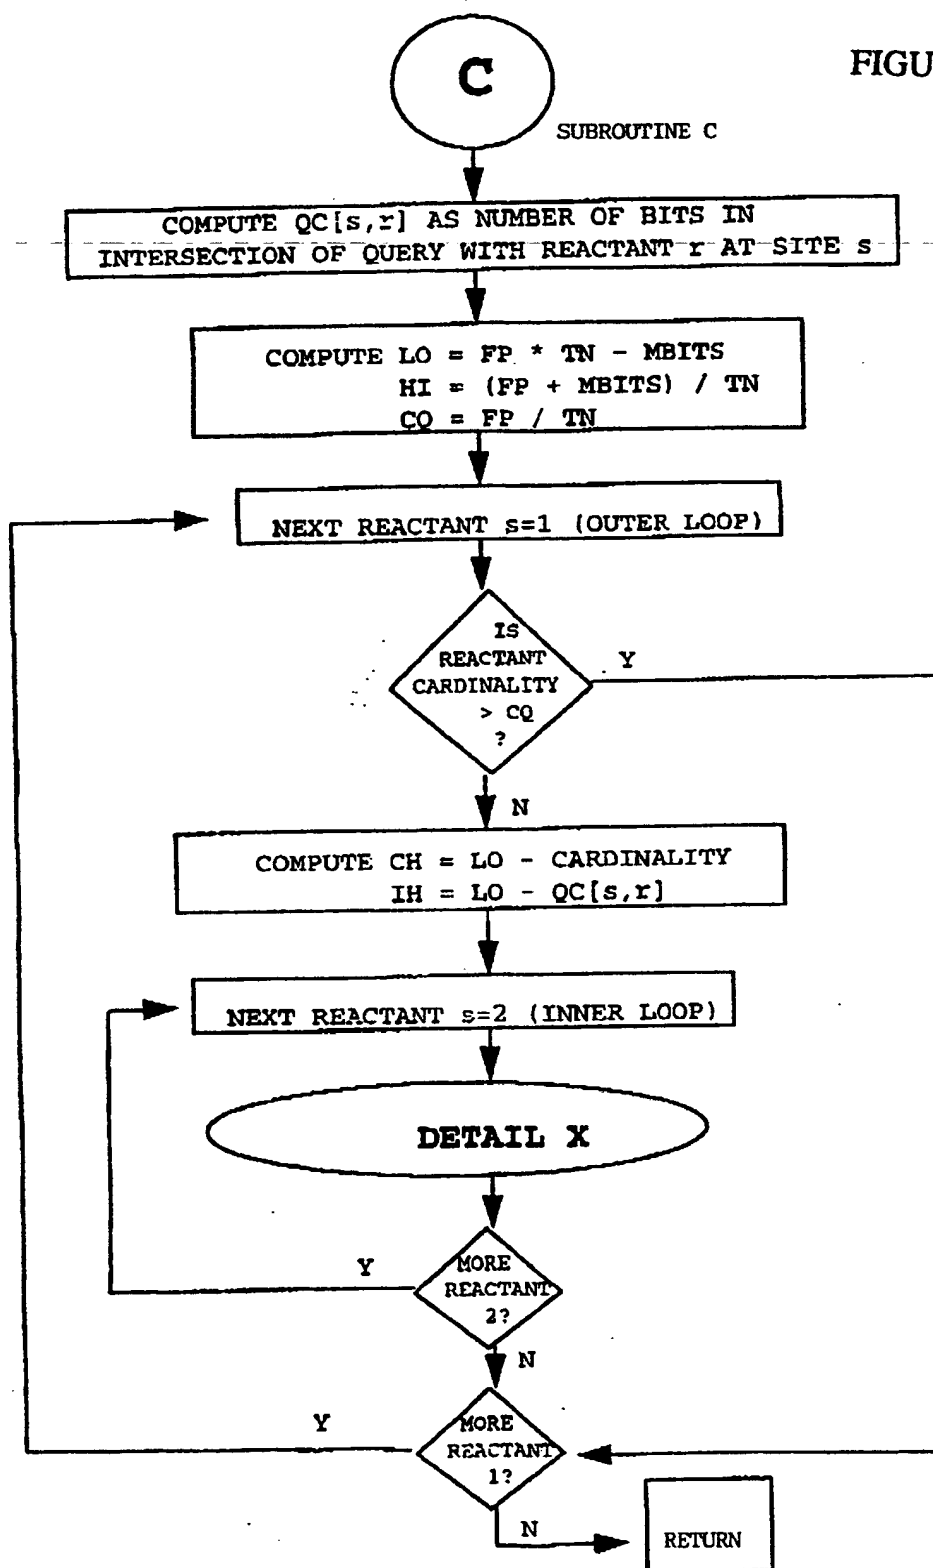 C
FIGU
SUBROUTINE C
COMPUTE QC[s,r] AS NUMBER OF BITS IN
INTERSECTION OF QUERY WITH REACTANT r AT SITE s
COMPUTE LO = FP * TN - MBITS
HI = (FP + MBITS) / TN
CQ = FP / TN
NEXT REACTANT s=1 (OUTER LOOP)
IS
REACTANT
CARDINALITY
> CQ
?
Y
N
COMPUTE CH = LO - CARDINALITY
IH = LO - QC[s,r]
NEXT REACTANT s=2 (INNER LOOP)
DETAIL X
MORE
REACTANT
2?
Y
N
MORE
REACTANT
1?
Y
N
RETURN